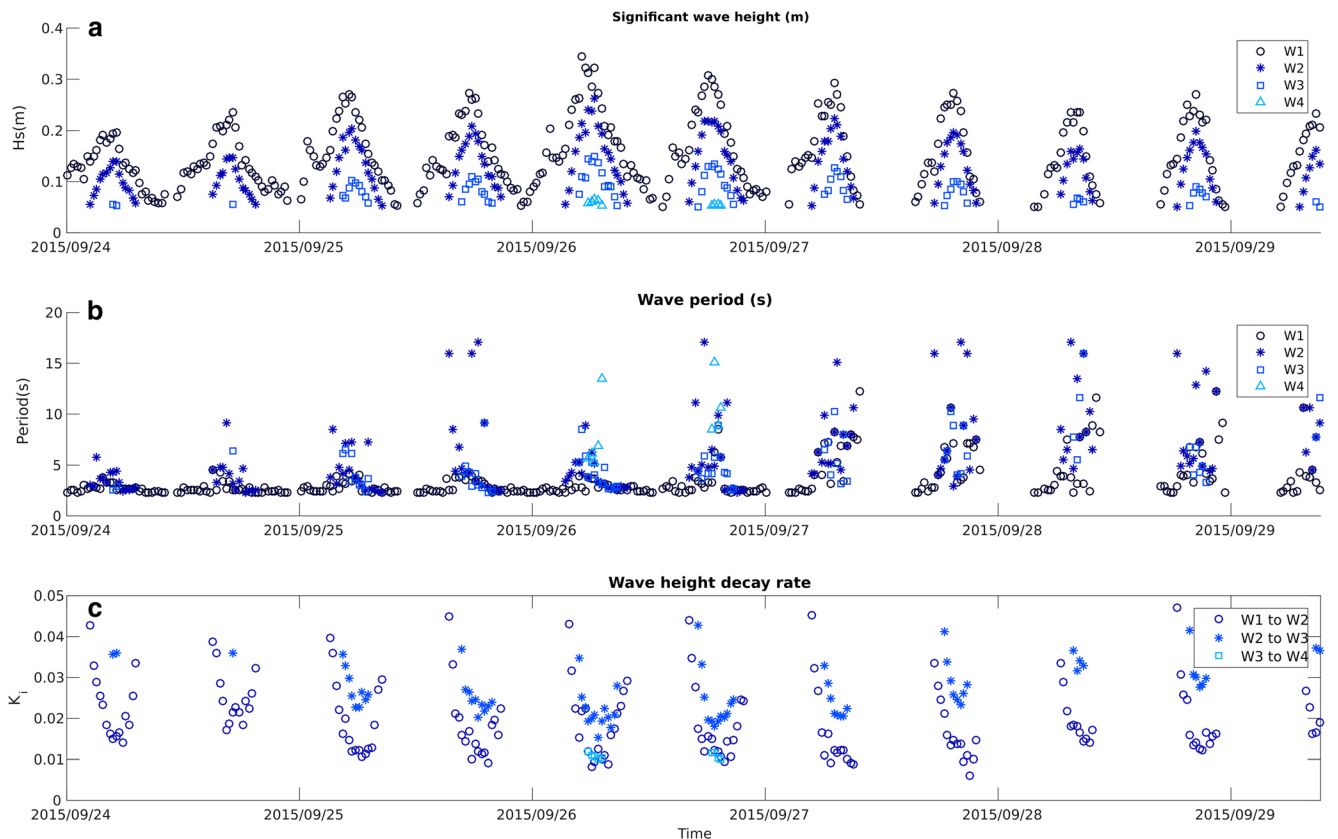 a
Significant wave height (m)
0.4
0.3
0.2
0.1
0
Hs(m)
W1
W2
W3
W4
2015/09/24
2015/09/25
2015/09/26
2015/09/27
2015/09/28
2015/09/29
b
Wave period (s)
20
15
10
5
0
Period(s)
W1
W2
W3
W4
2015/09/24
2015/09/25
2015/09/26
2015/09/27
2015/09/28
2015/09/29
c
Wave height decay rate
0.05
0.04
0.03
0.02
0.01
0
K_i
W1 to W2
W2 to W3
W3 to W4
2015/09/24
2015/09/25
2015/09/26
2015/09/27
2015/09/28
2015/09/29
Time